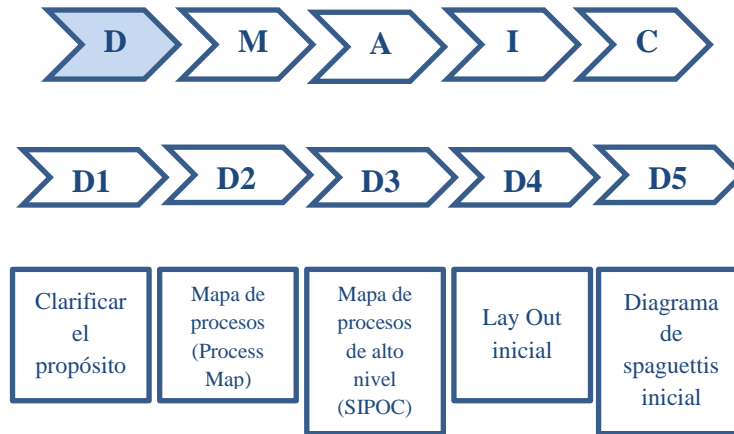 D M A I C
D1 D2 D3 D4 D5
Clarificar
el
propósito
Mapa de
procesos
(Process
Map)
Mapa de
procesos
de alto
nivel
(SIPOC)
Lay Out
inicial
Diagrama
de
spaguettis
inicial